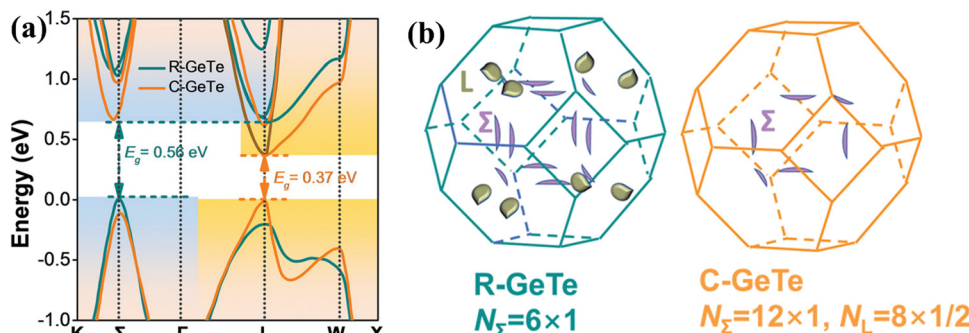 (a)
1.5
1.0
0.5
0.0
-0.5
-1.0
Energy (eV)
R-GeTe
C-GeTe
E_g = 0.56 eV
E_g = 0.37 eV
K Σ Γ L W X
(b)
L
Σ
R-GeTe
N_Σ=6×1
Σ
C-GeTe
N_Σ=12×1, N_L=8×1/2